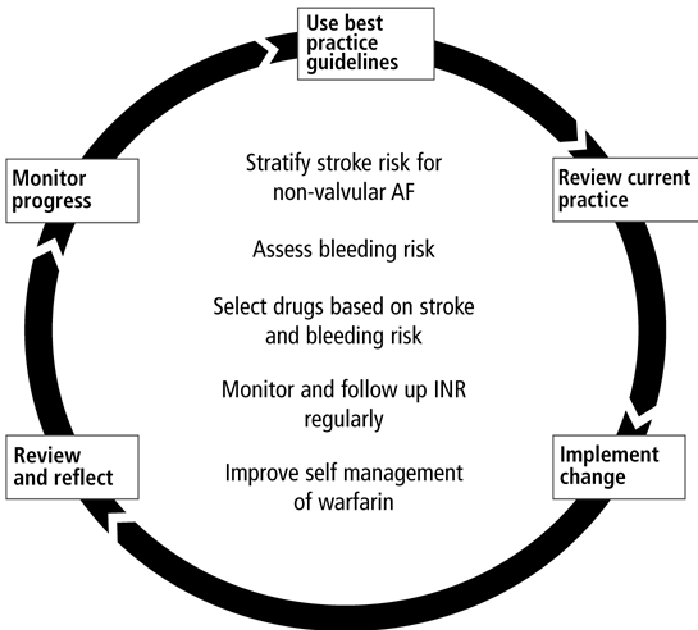 Use best
practice
guidelines
Monitor
progress
Stratify stroke risk for
non-valvular AF
Review current
practice
Assess bleeding risk
Select drugs based on stroke
and bleeding risk
Monitor and follow up INR
regularly
Review
and reflect
Improve self management
of warfarin
Implement
change